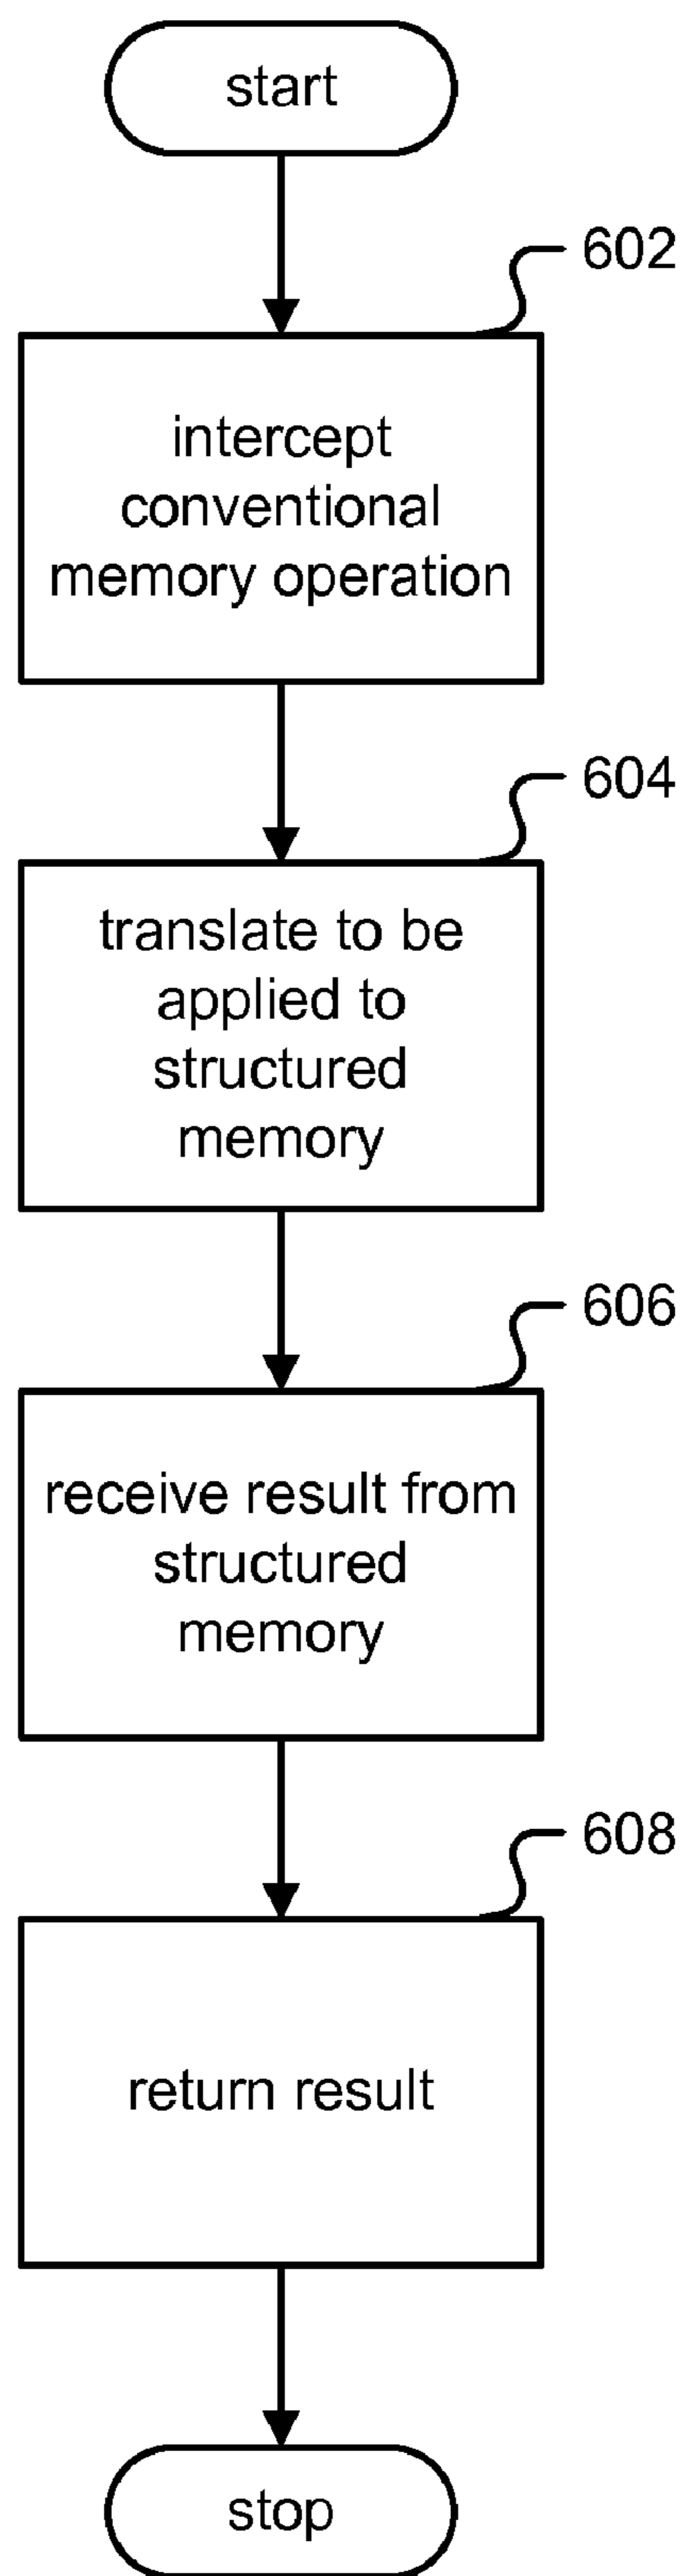 start
602
intercept
conventional
memory operation
604
translate to be
applied to
structured
memory
606
receive result from
structured
memory
608
return result
stop